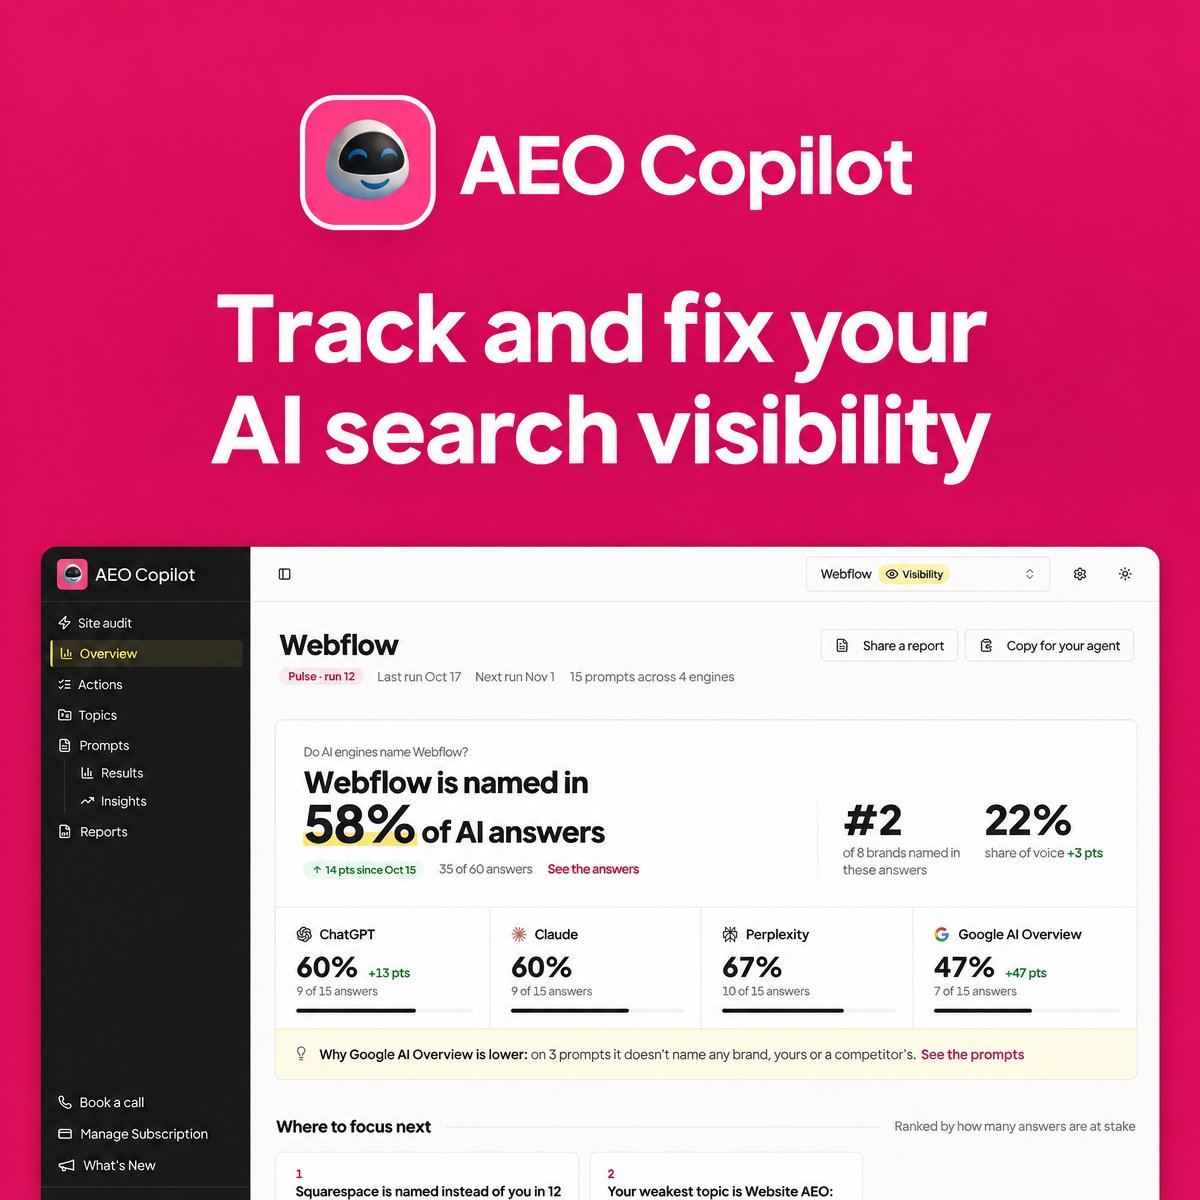 AEO Copilot
Track and fix your
AI search visibility
AEO Copilot
Site audit
Overview
Actions
Topics
Prompts
Results
Insights
Reports
Book a call
Manage Subscription
What's New
Webflow Visibility
Webflow
Share a report
Copy for your agent
Pulse · run 12 Last run Oct 17 Next run Nov 1 15 prompts across 4 engines
Do AI engines name Webflow?
Webflow is named in
58% of AI answers
↑ 14 pts since Oct 15 35 of 60 answers See the answers
#2
of 8 brands named in
these answers
22%
share of voice +3 pts
ChatGPT
60% +13 pts
9 of 15 answers
Claude
60%
9 of 15 answers
Perplexity
67%
10 of 15 answers
Google AI Overview
47% +47 pts
7 of 15 answers
Why Google AI Overview is lower: on 3 prompts it doesn't name any brand, yours or a competitor's. See the prompts
Where to focus next
Ranked by how many answers are at stake
1
Squarespace is named instead of you in 12
2
Your weakest topic is Website AEO: